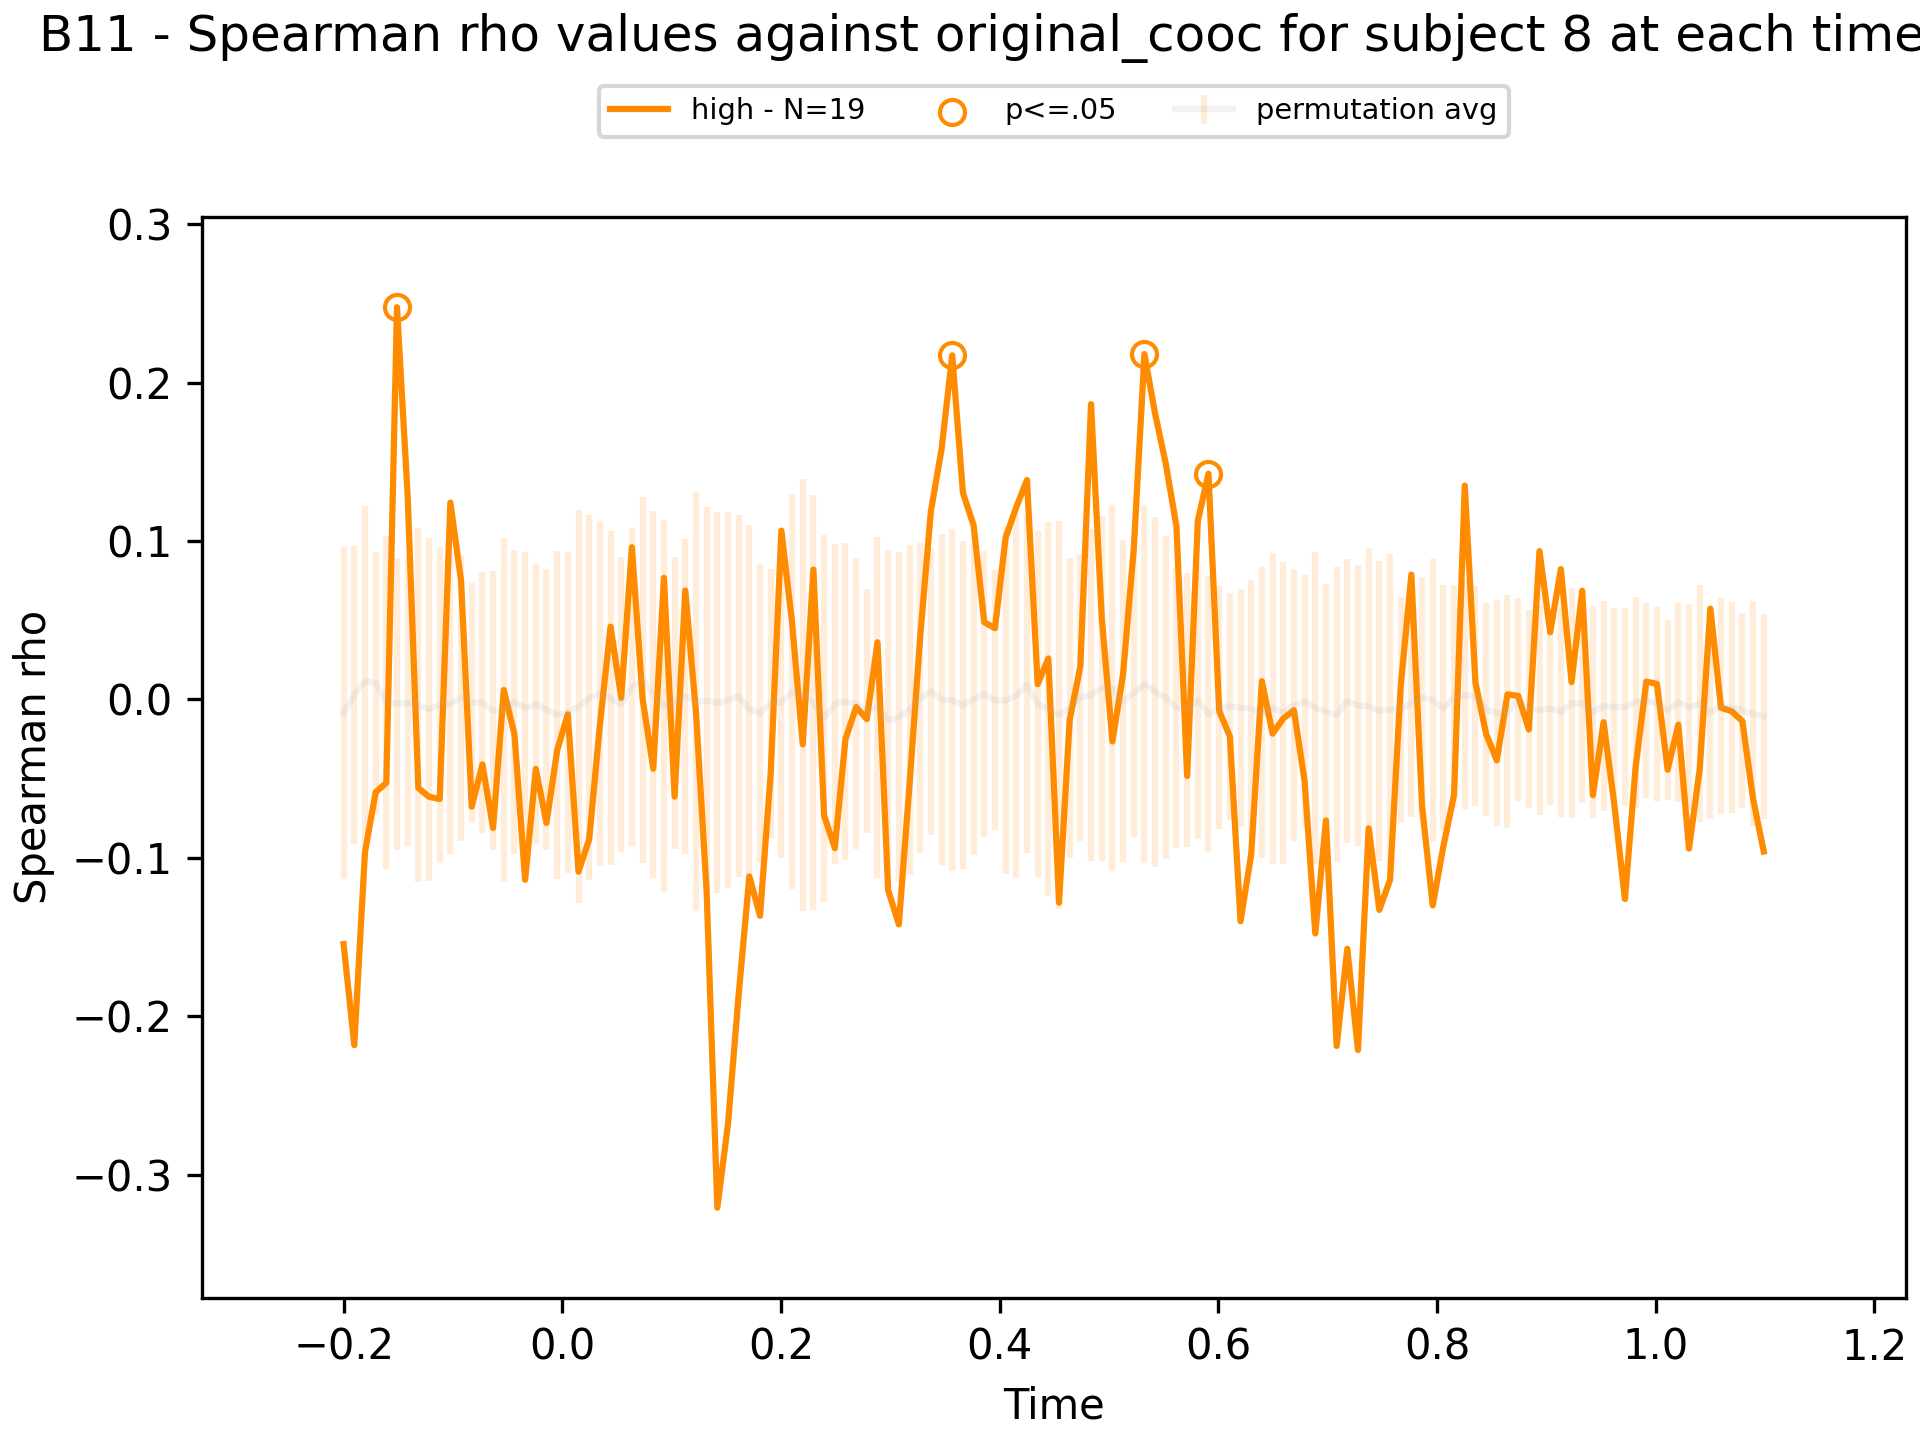 B11 - Spearman rho values against original_cooc for subject 8 at each time
high - N=19 p<=.05 permutation avg
0.3
0.2
0.1
0.0
−0.1
−0.2
−0.3
Spearman rho
−0.2 0.0 0.2 0.4 0.6 0.8 1.0 1.2
Time